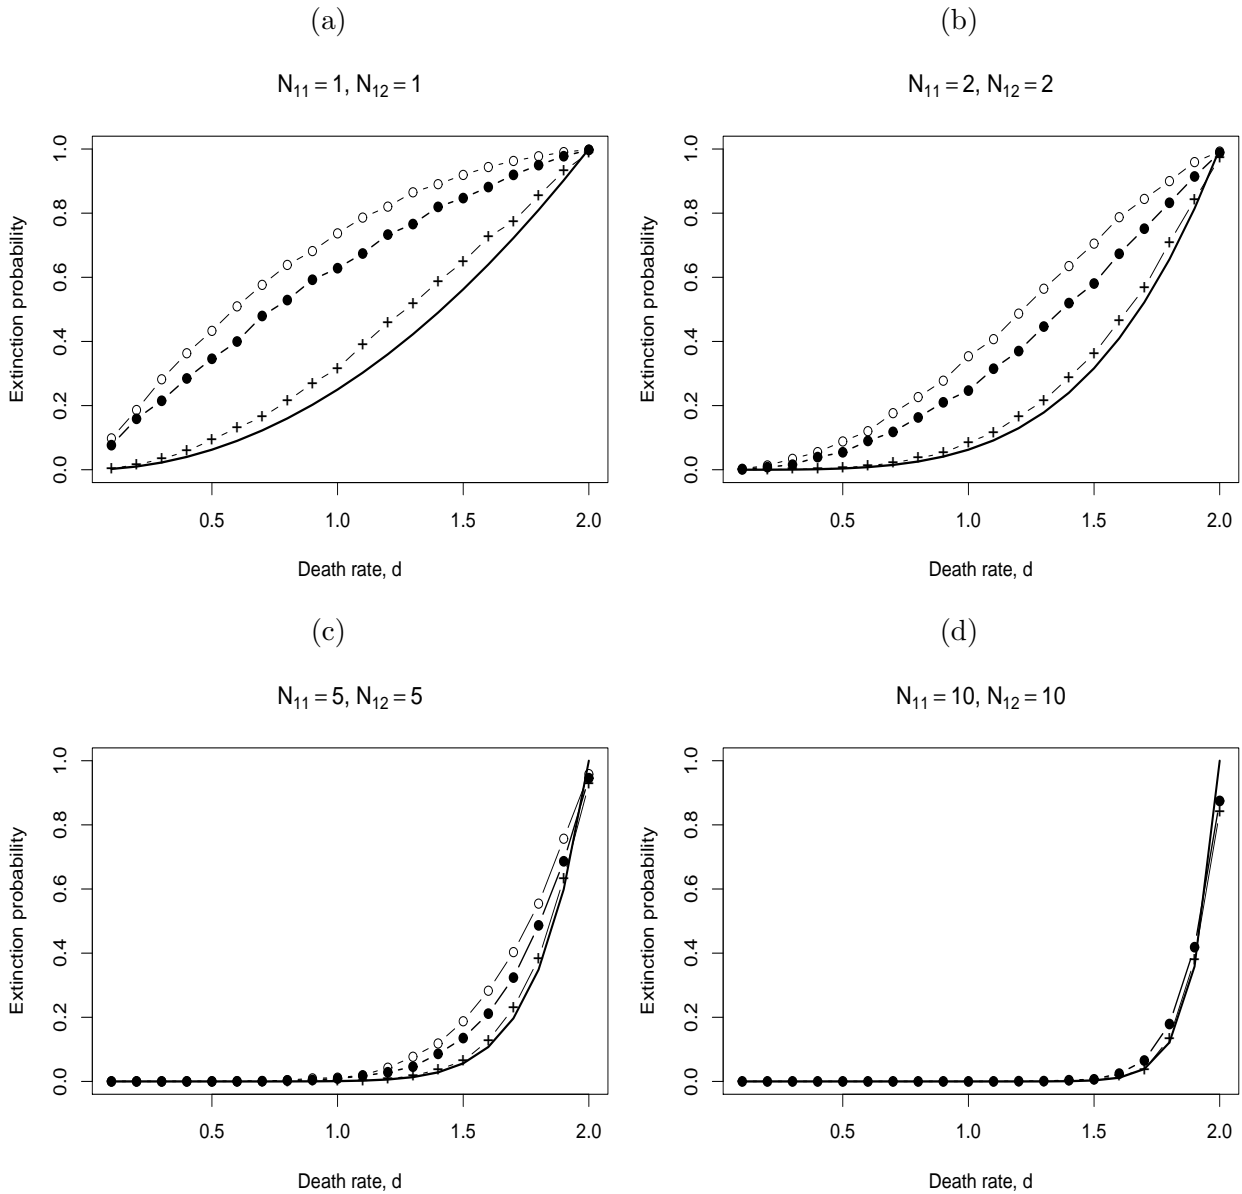 (a)
N11 = 1, N12 = 1
Extinction probability
1.0
0.8
0.6
0.4
0.2
0.0
0.5 1.0 1.5 2.0
Death rate, d
(b)
N11 = 2, N12 = 2
Extinction probability
1.0
0.8
0.6
0.4
0.2
0.0
0.5 1.0 1.5 2.0
Death rate, d
(c)
N11 = 5, N12 = 5
Extinction probability
1.0
0.8
0.6
0.4
0.2
0.0
0.5 1.0 1.5 2.0
Death rate, d
(d)
N11 = 10, N12 = 10
Extinction probability
1.0
0.8
0.6
0.4
0.2
0.0
0.5 1.0 1.5 2.0
Death rate, d